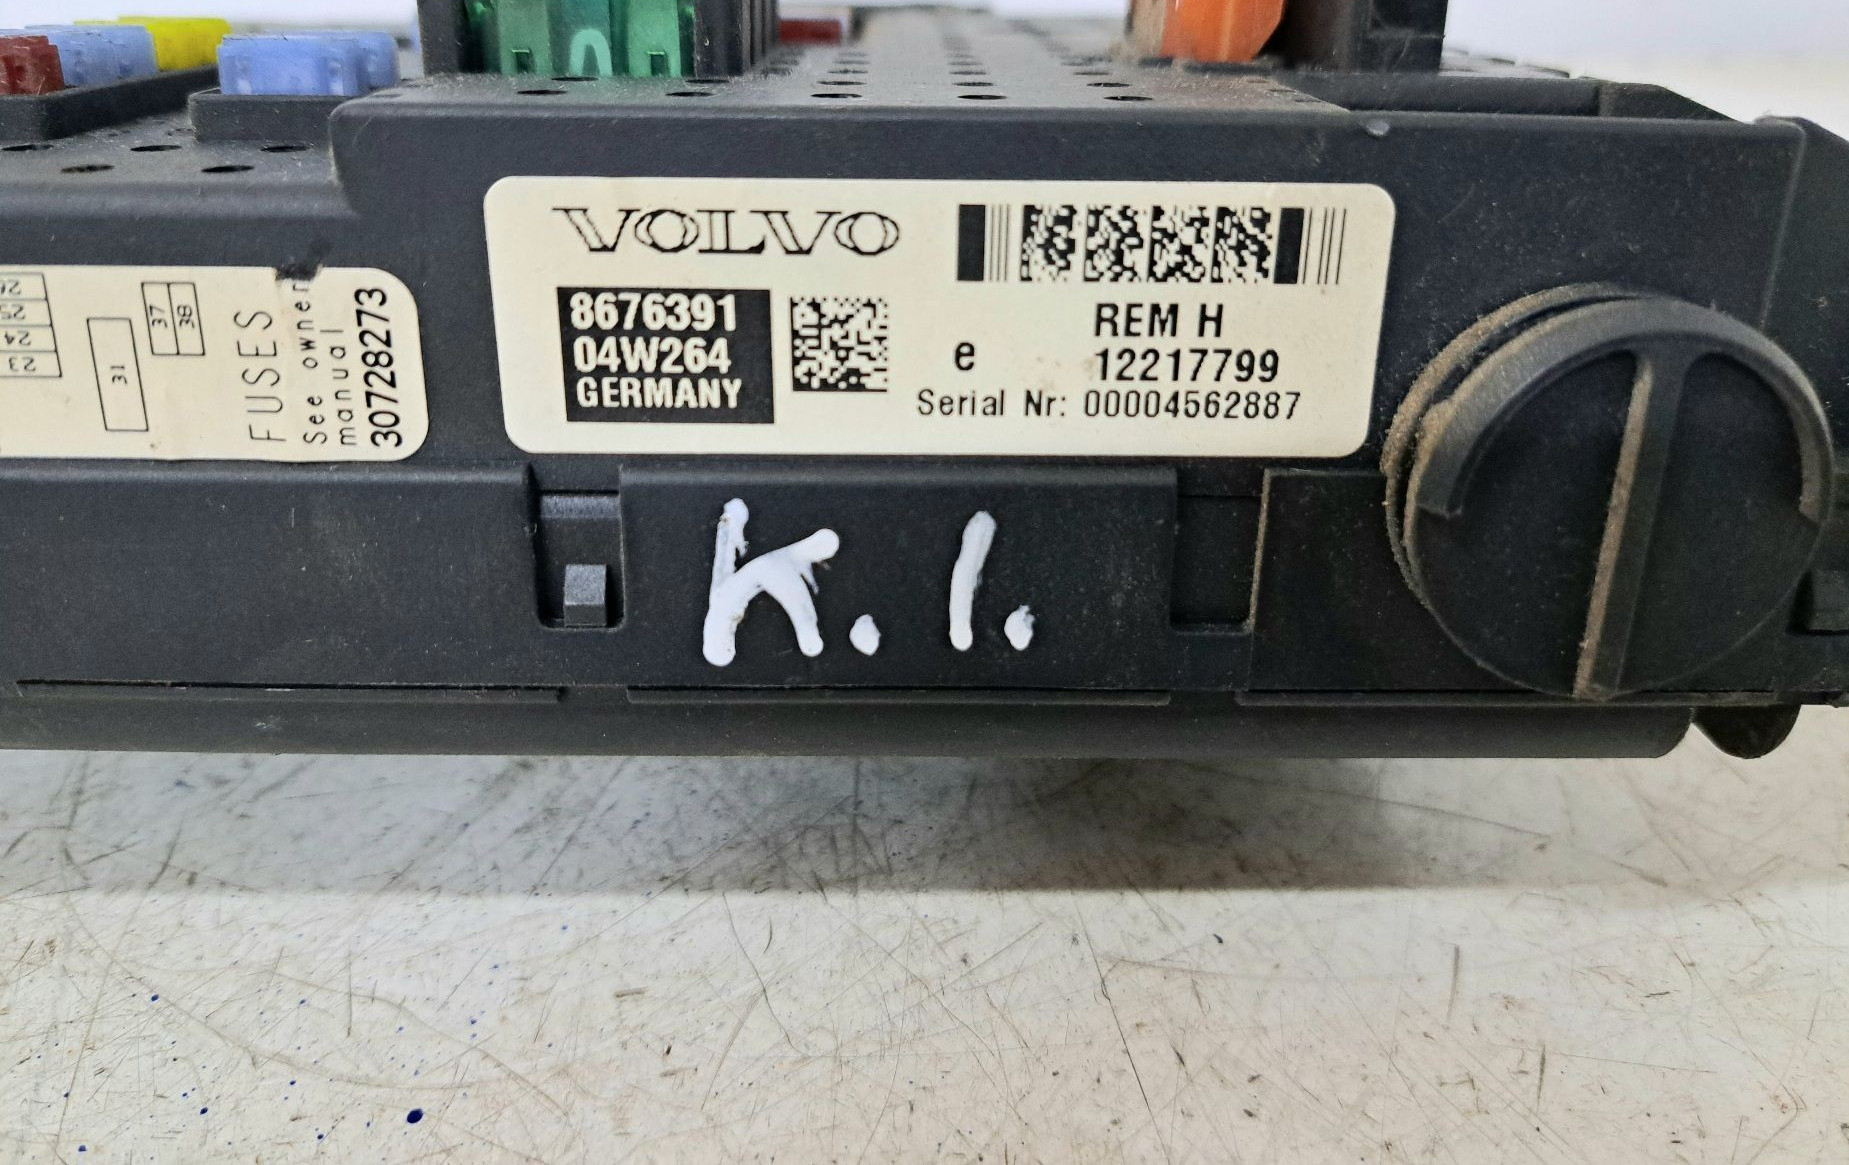 VOLVO
8676391
04W264
GERMANY
REM H
e 12217799
Serial Nr: 00004562887
26
25
24
23
31
37
38
FUSES
See owner
manual
30728273
K.I.